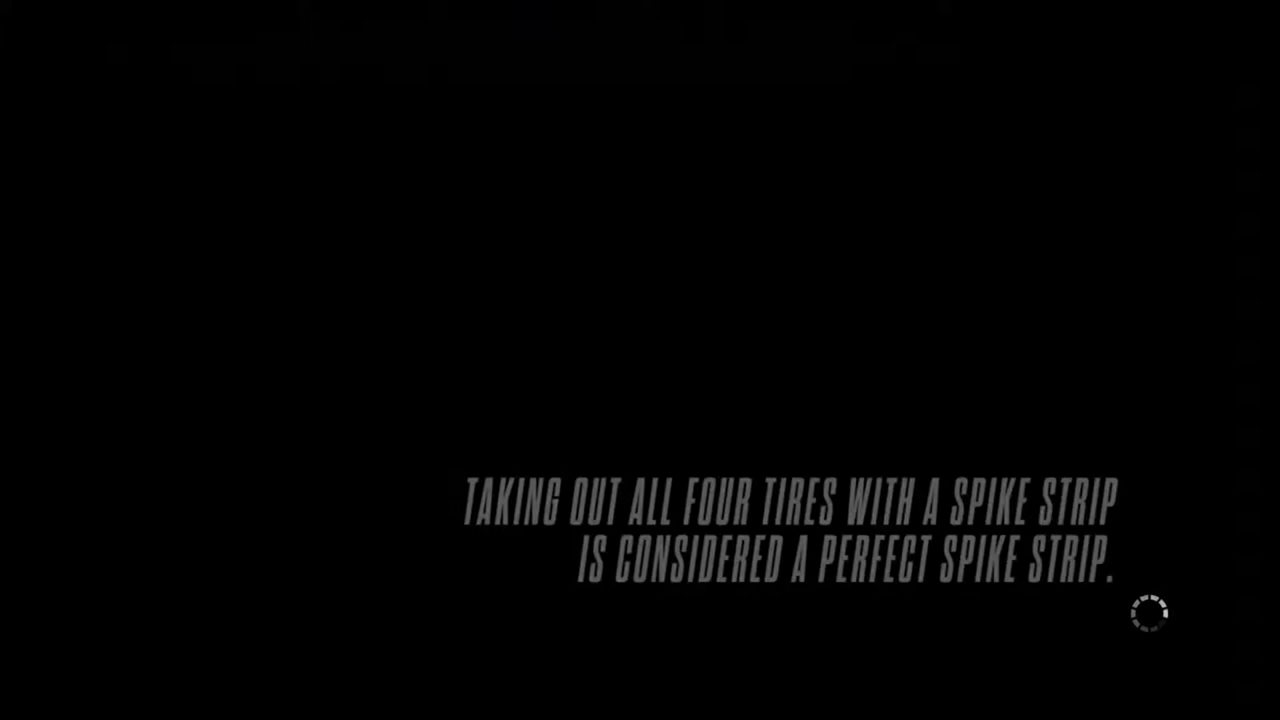 TAKING OUT ALL FOUR TIRES WITH A SPIKE STRIP
IS CONSIDERED A PERFECT SPIKE STRIP.